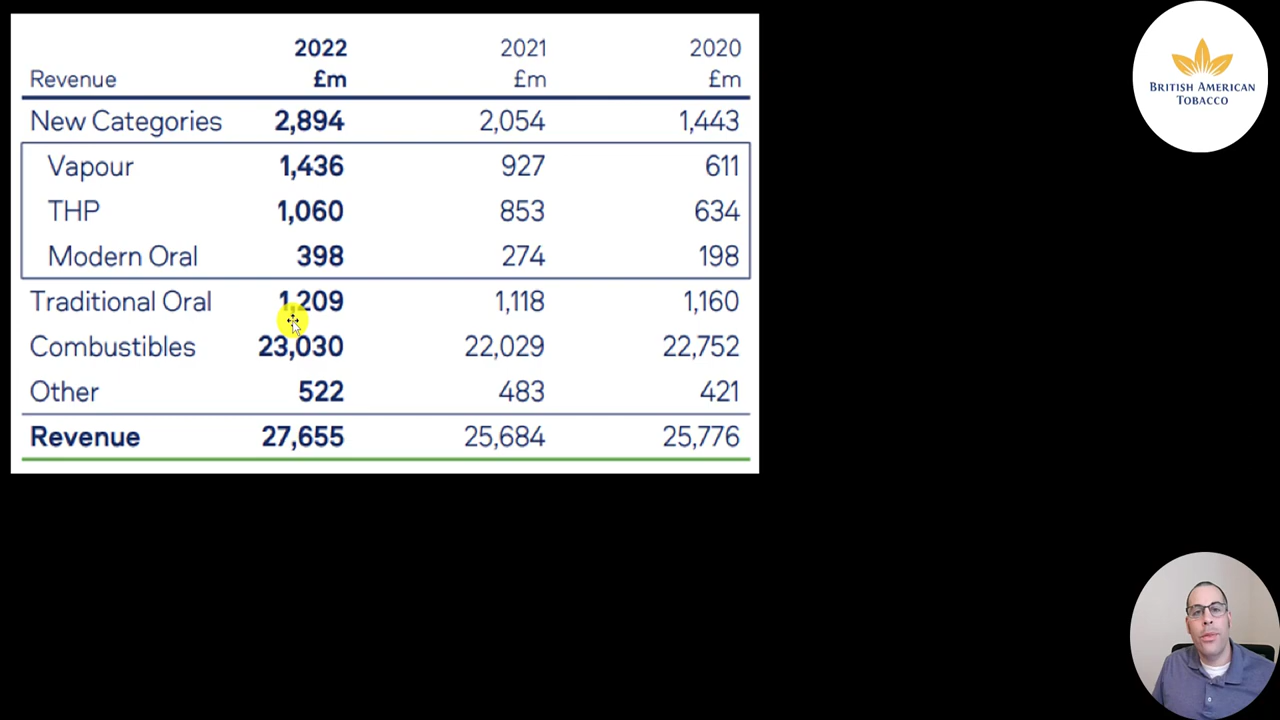 2022 2021 2020
Revenue £m £m £m
New Categories 2,894 2,054 1,443
Vapour 1,436 927 611
THP 1,060 853 634
Modern Oral 398 274 198
Traditional Oral 1,209 1,118 1,160
Combustibles 23,030 22,029 22,752
Other 522 483 421
Revenue 27,655 25,684 25,776
BRITISH AMERICAN
TOBACCO